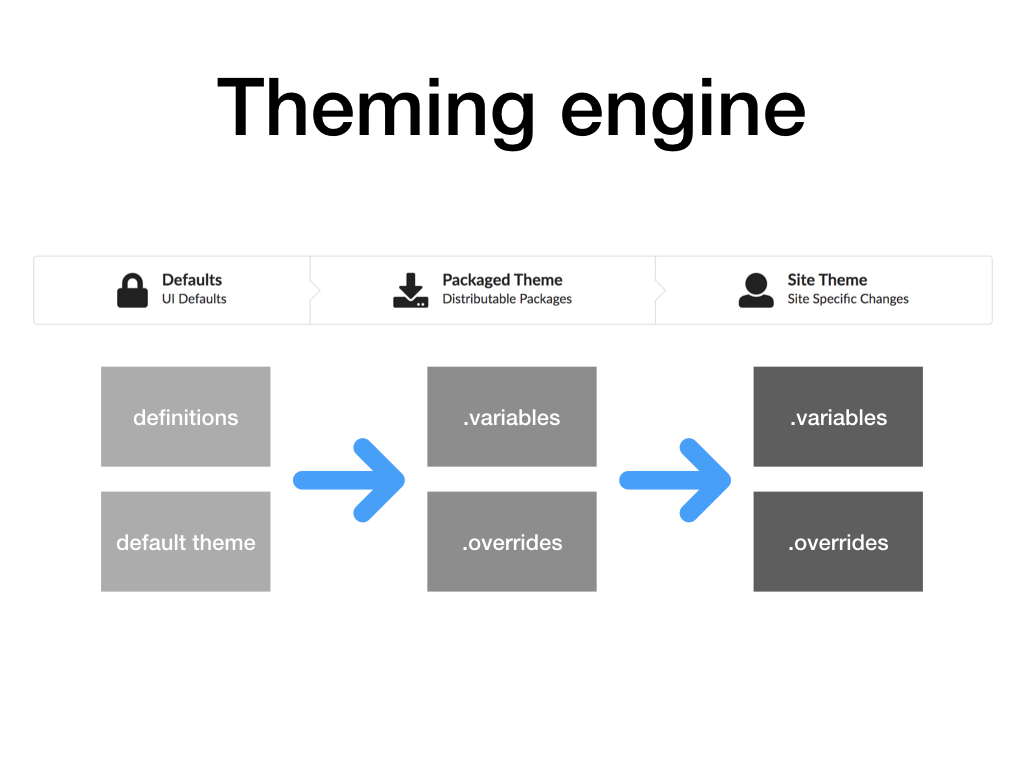 Theming engine
Defaults
UI Defaults
Packaged Theme
Distributable Packages
Site Theme
Site Specific Changes
definitions
.variables
.variables
default theme
.overrides
.overrides